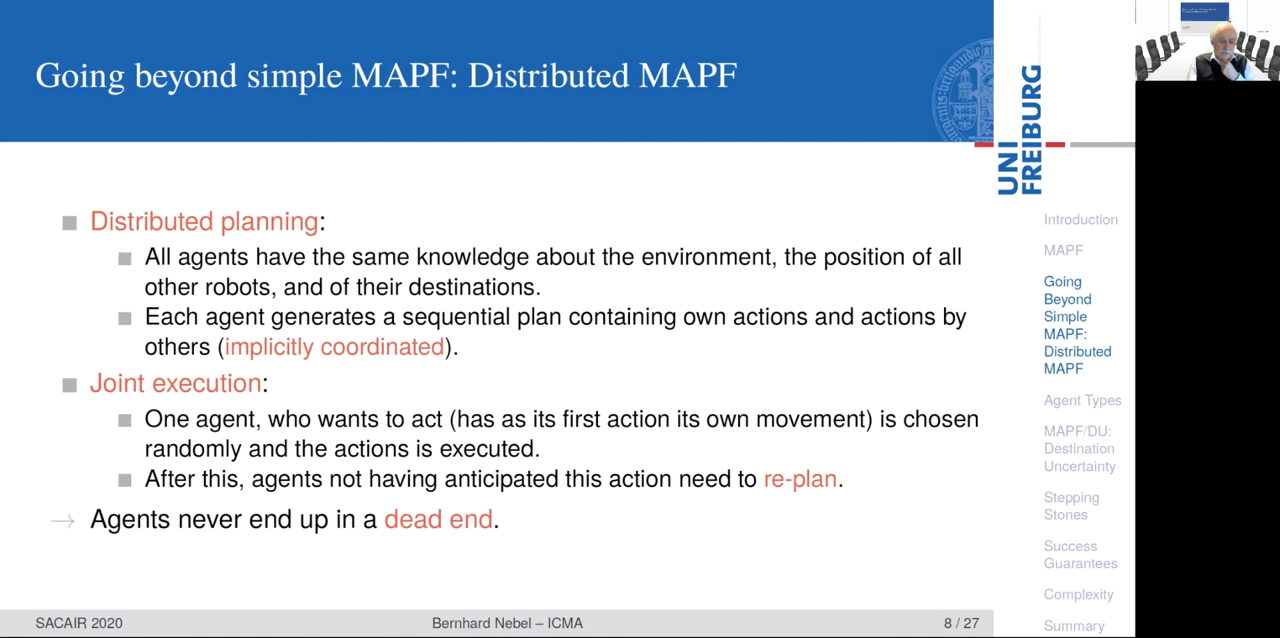 Going beyond simple MAPF: Distributed MAPF
UNI
FREIBURG
Distributed planning:
All agents have the same knowledge about the environment, the position of all
other robots, and of their destinations.
Each agent generates a sequential plan containing own actions and actions by
others (implicitly coordinated).
Joint execution:
One agent, who wants to act (has as its first action its own movement) is chosen
randomly and the actions is executed.
After this, agents not having anticipated this action need to re-plan.
→ Agents never end up in a dead end.
Introduction
MAPF
Going
Beyond
Simple
MAPF:
Distributed
MAPF
Agent Types
MAPF/DU:
Destination
Uncertainty
Stepping
Stones
Success
Guarantees
Complexity
Summary
SACAIR 2020
Bernhard Nebel – ICMA
8 / 27